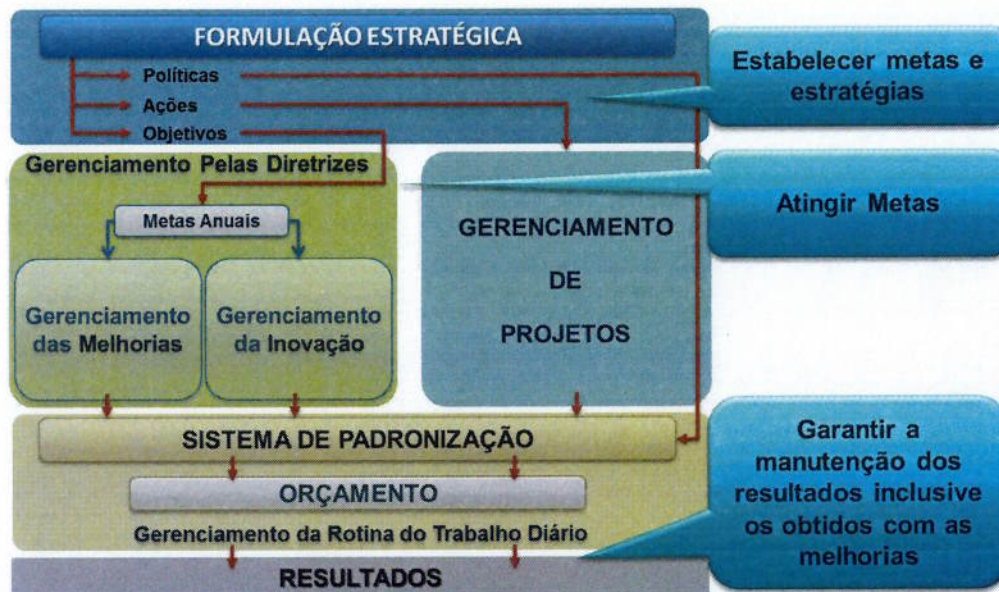 FORMULAÇÃO ESTRATÉGICA
Políticas
Ações
Objetivos
Estabelecer metas e
estratégias
Gerenciamento Pelas Diretrizes
Metas Anuais
Gerenciamento
das Melhorias
Gerenciamento
da Inovação
GERENCIAMENTO
DE
PROJETOS
Atingir Metas
SISTEMA DE PADRONIZAÇÃO
ORÇAMENTO
Gerenciamento da Rotina do Trabalho Diário
RESULTADOS
Garantir a
manutenção dos
resultados inclusive
os obtidos com as
melhorias